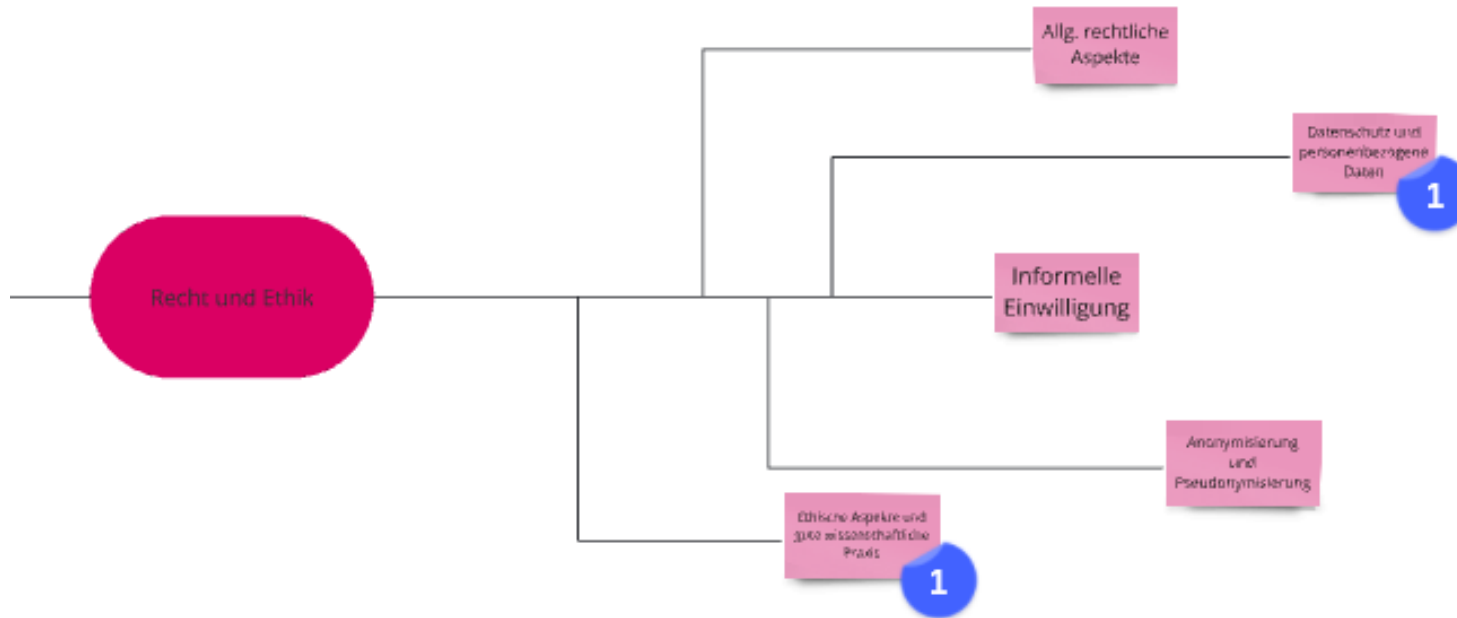 Allg. rechtliche
Aspekte
Datenschutz und
personenbezogene
Daten
1
Recht und Ethik
Informelle
Einwilligung
Anonymisierung
und
Pseudonymisierung
Ethische Aspekte und
gute wissenschaftliche
Praxis
1